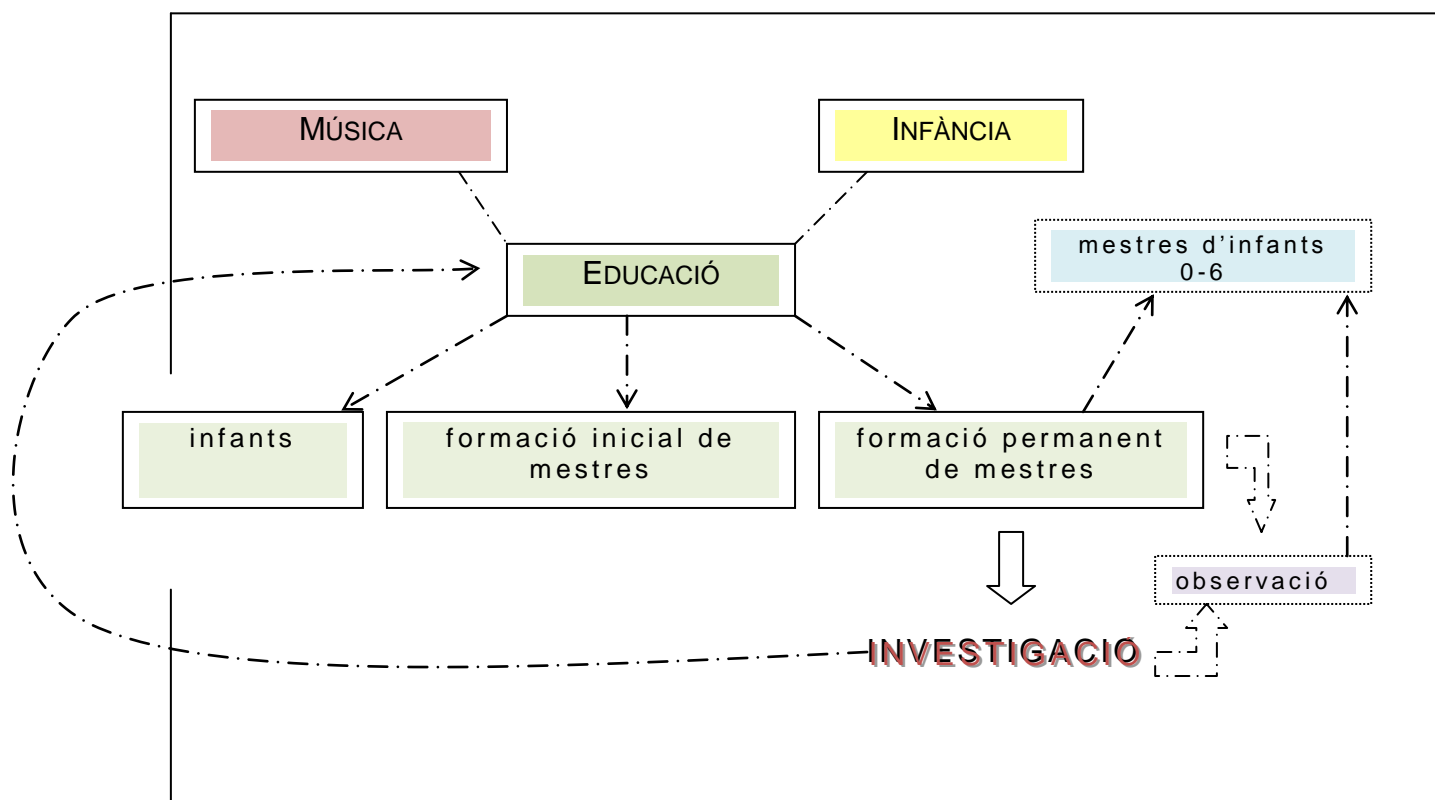 MÚSICA
INFÀNCIA
mestres d'infants
0-6
EDUCACIÓ
infants
formació inicial de
mestres
formació permanent
de mestres
observació
INVESTIGACIÓ